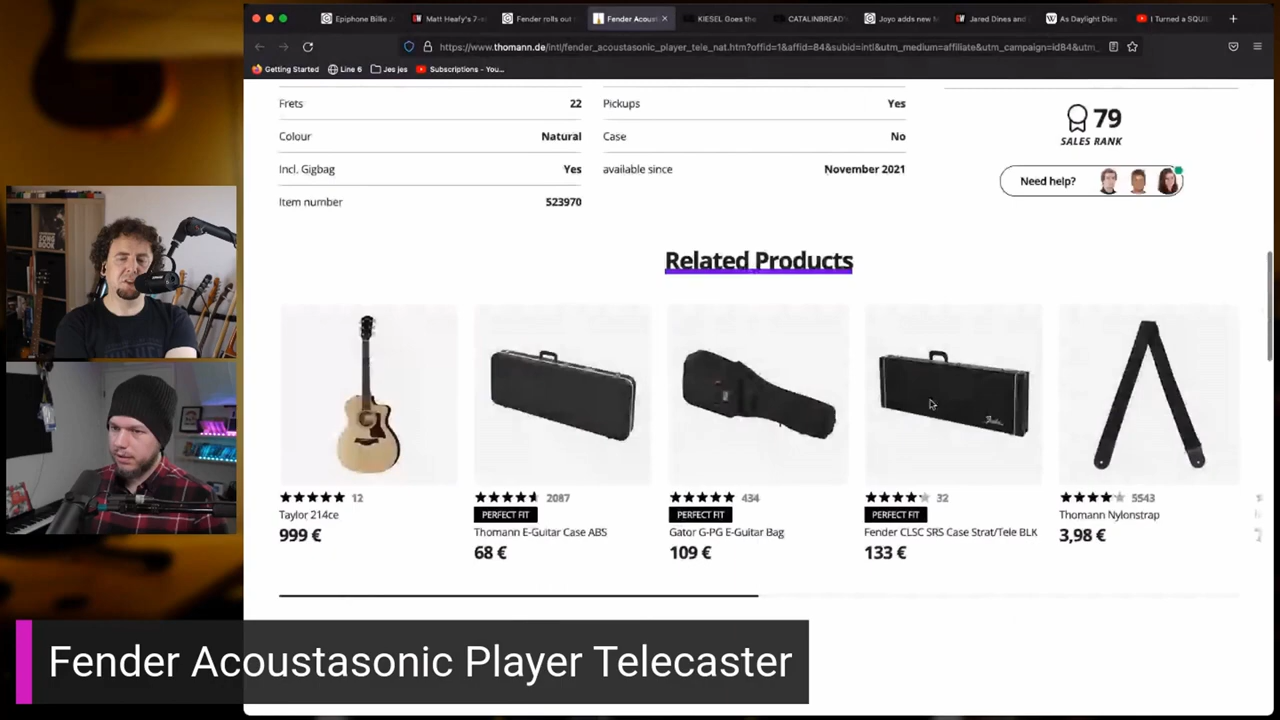 Epiphone Billie J
Matt Heafy's 7-
Fender rolls out
Fender Acous
KIESEL Goes the
CATALINBREAD
Joyo adds new
Jared Dines and
As Daylight Die
I Turned a SQUI
https://www.thomann.de/intl/fender_acoustasonic_player_tele_nat.htm?offid=1&affid=84&subid=intl&utm_medium=affiliate&utm_campaign=id84&utm_
Getting Started
Line 6
Jes jes
Subscriptions - You...
Frets 22
Pickups Yes
Colour Natural
Case No
Incl. Gigbag Yes
available since November 2021
Item number 523970
79
SALES RANK
Need help?
Related Products
12
Taylor 214ce
999 €
2087
PERFECT FIT
Thomann E-Guitar Case ABS
68 €
434
PERFECT FIT
Gator G-PG E-Guitar Bag
109 €
32
PERFECT FIT
Fender CLSC SRS Case Strat/Tele BLK
133 €
5543
Thomann Nylonstrap
3,98 €
Fender Acoustasonic Player Telecaster